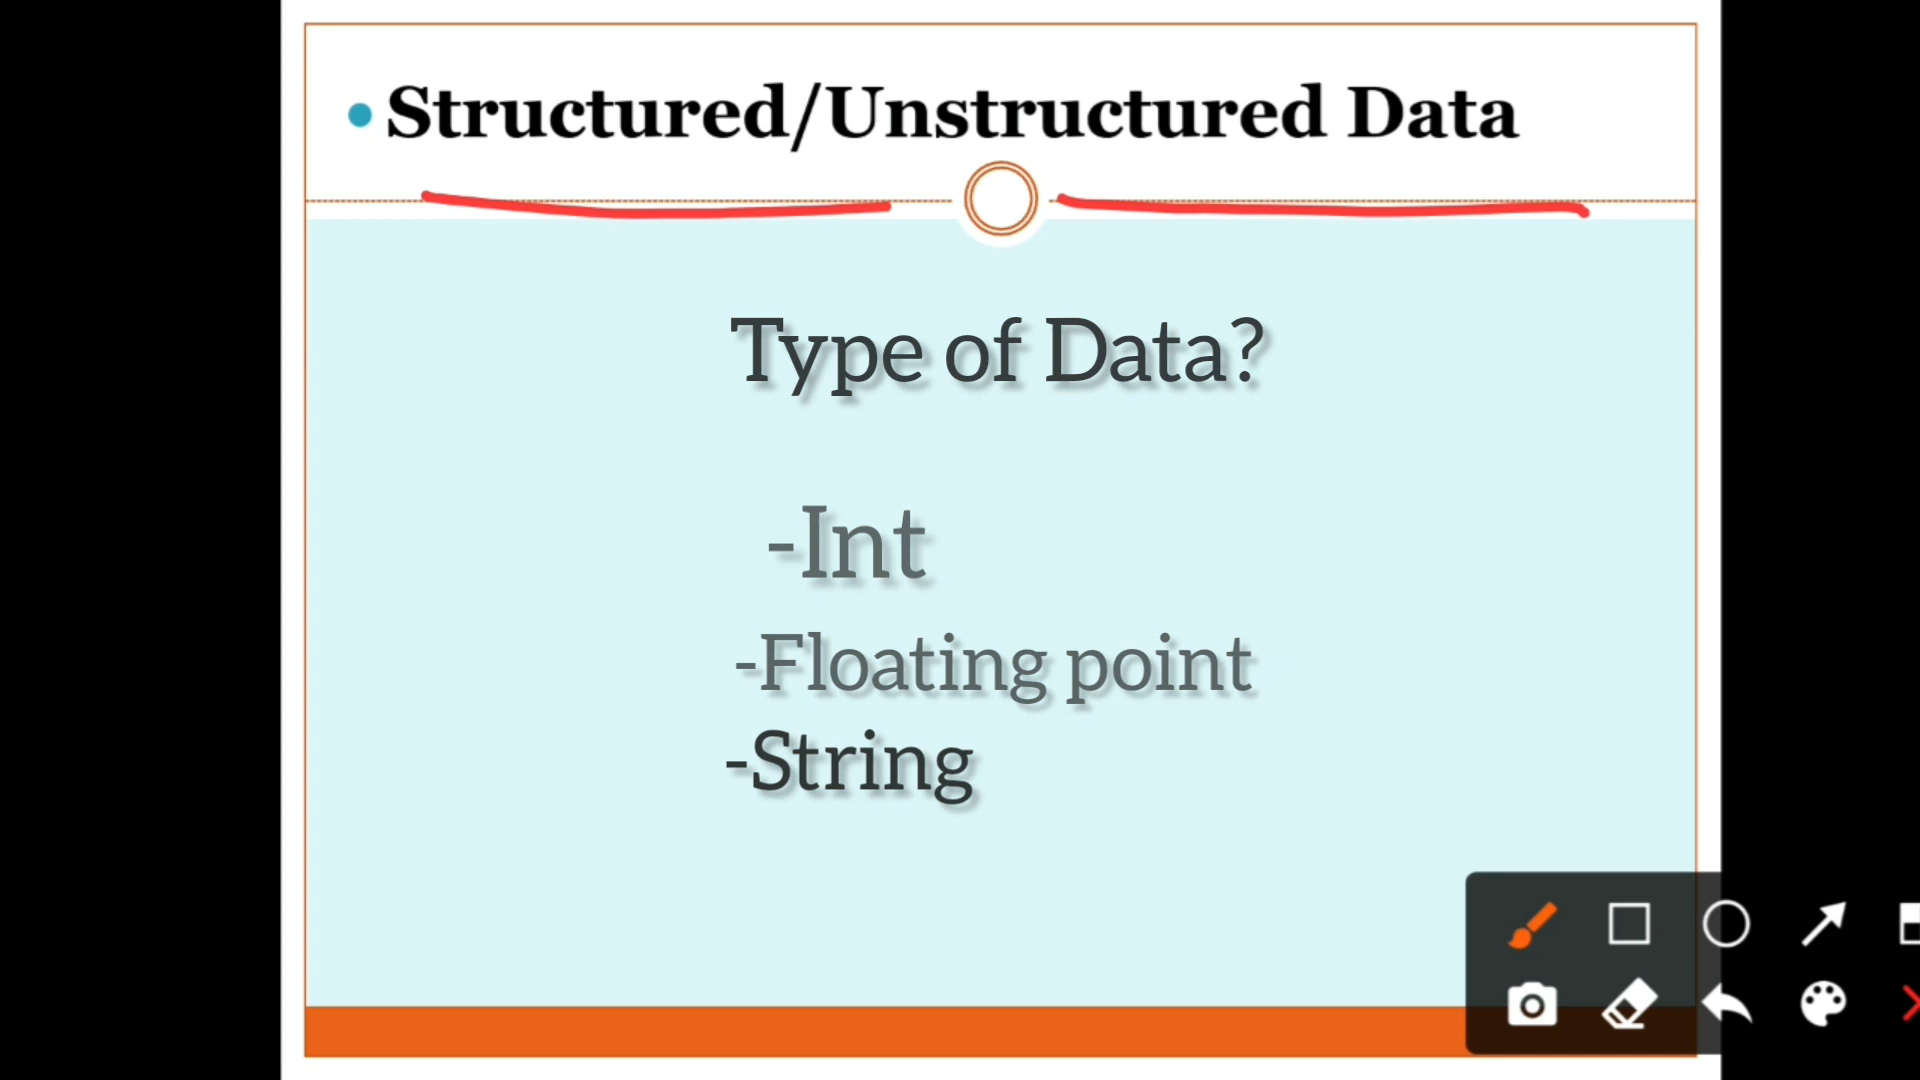 Structured/Unstructured Data
Type of Data?
-Int
-Floating point
-String